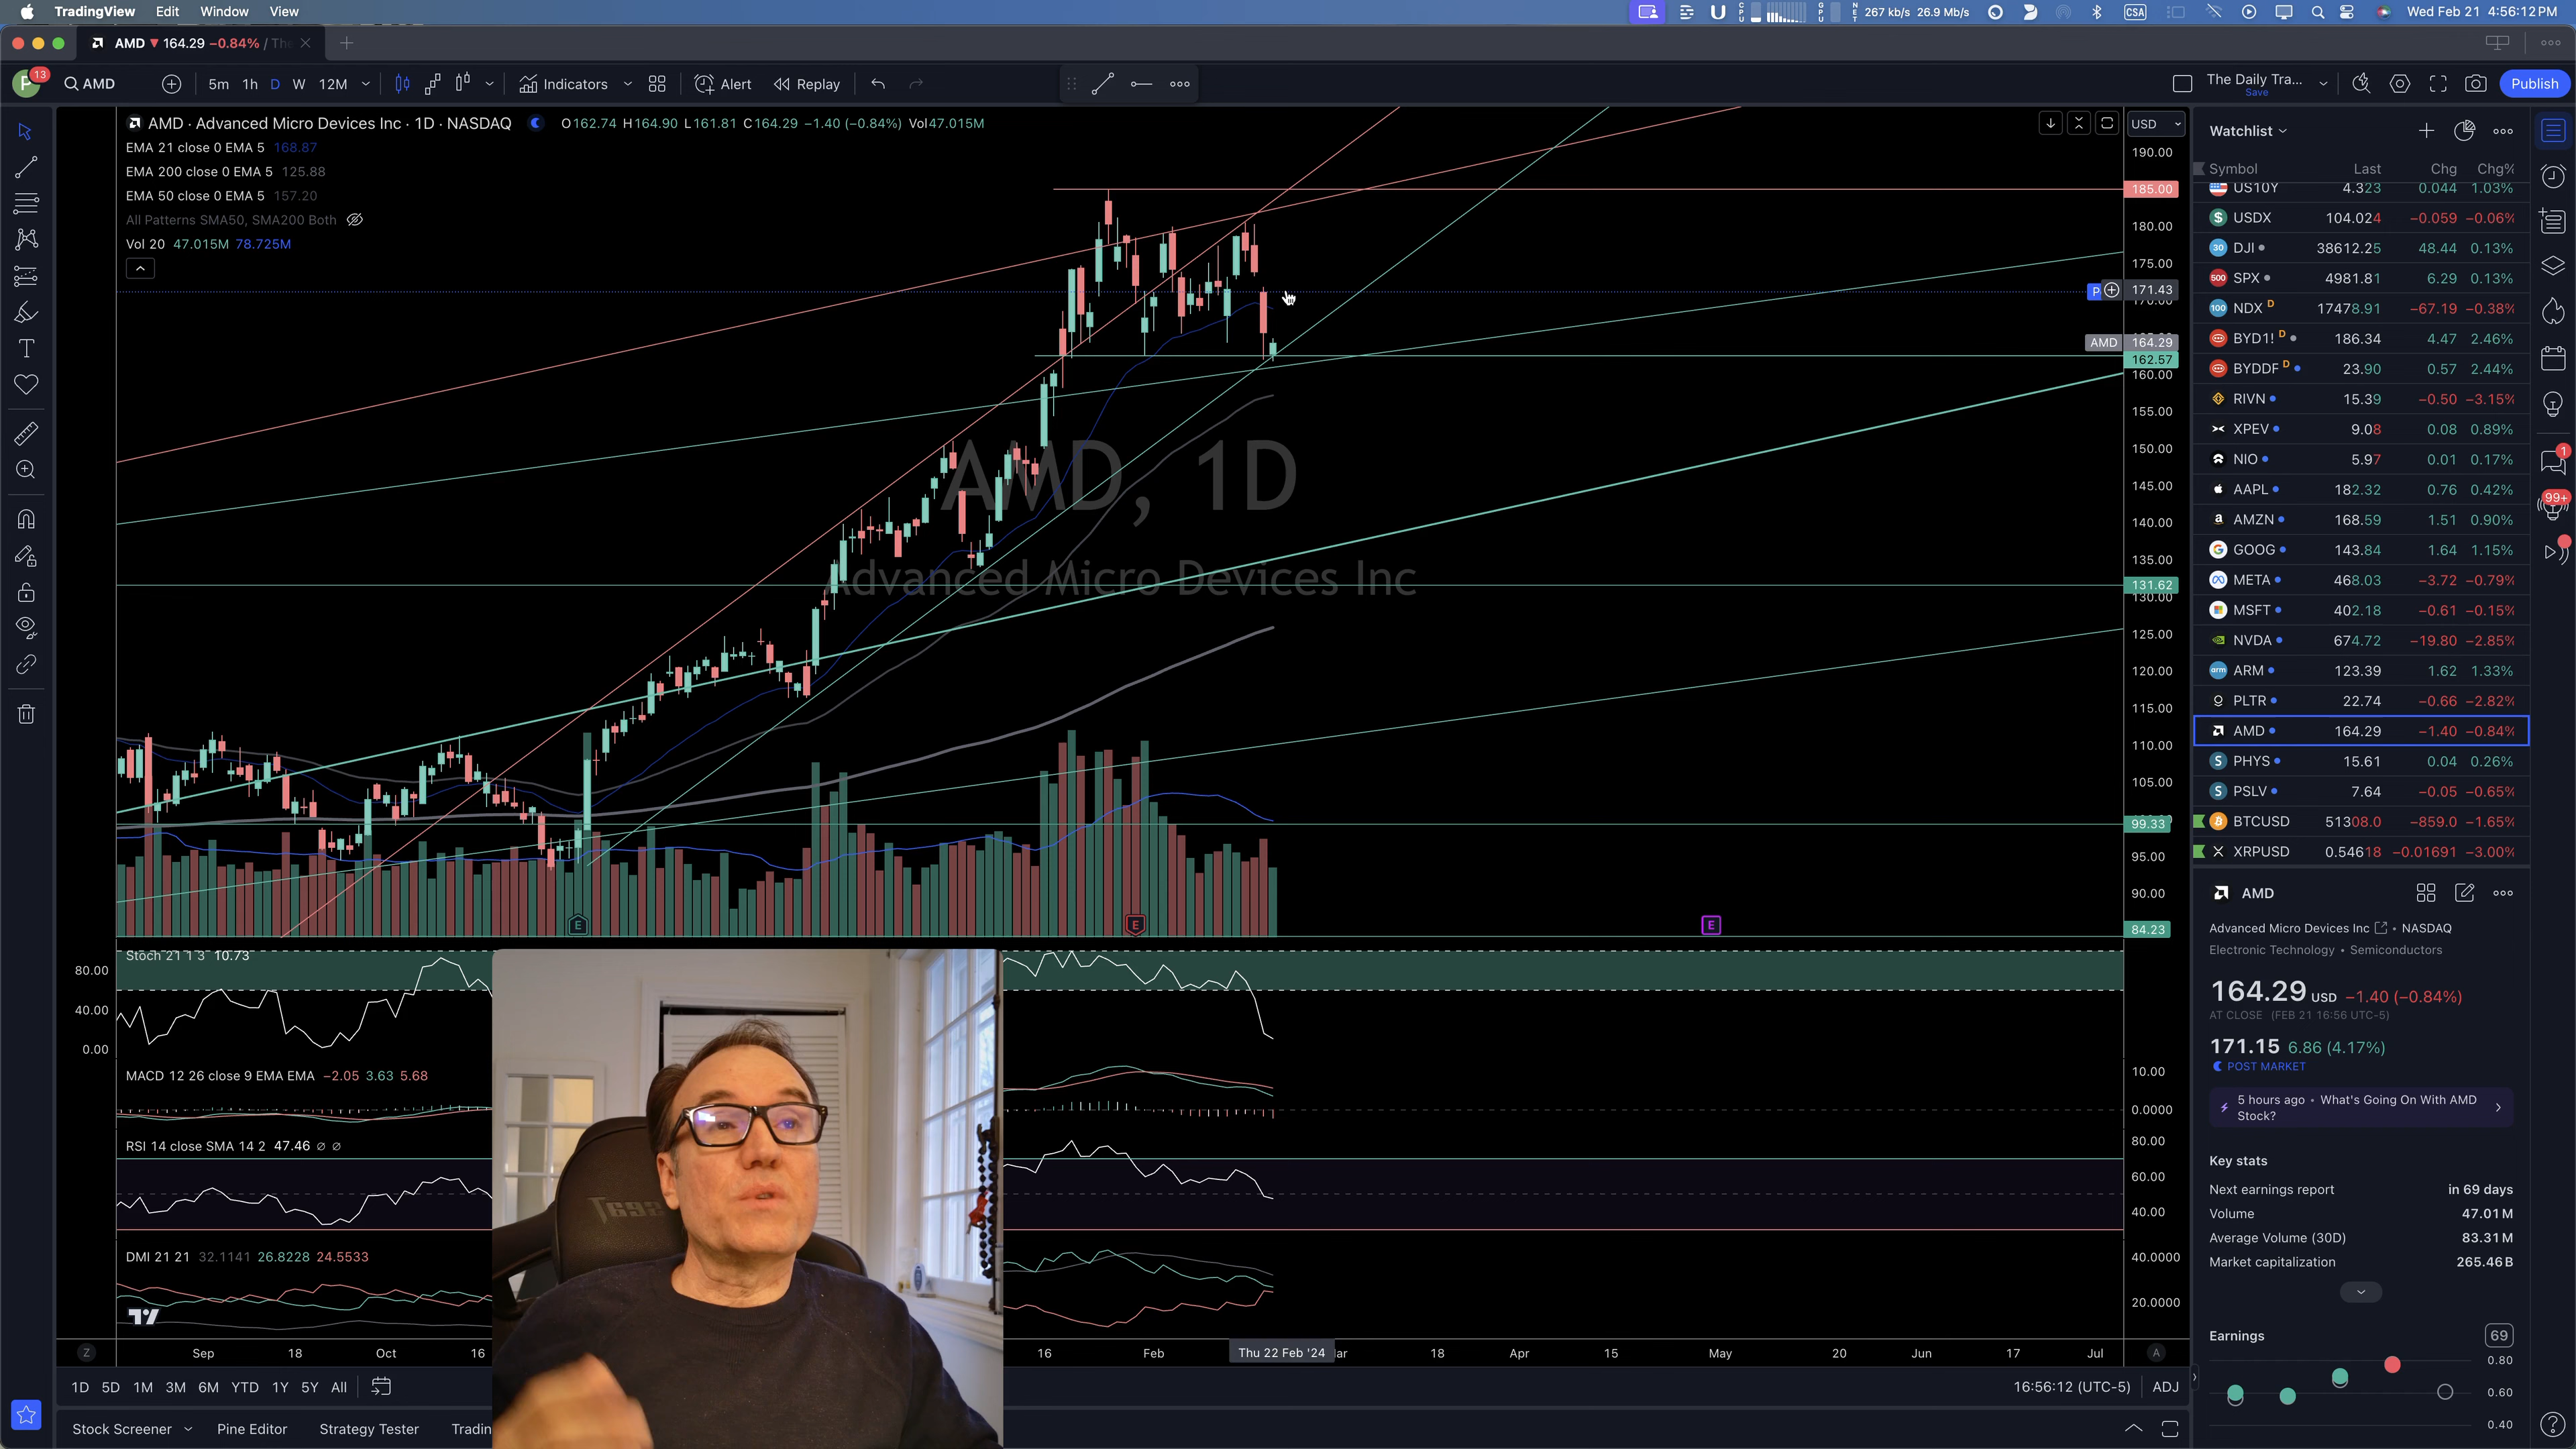 TradingView Edit Window View
267 kb/s 26.9 Mb/s CSA Wed Feb 21 4:56:12 PM
AMD ▼ 164.29 −0.84% / Th
13 AMD 5m 1h D W 12M Indicators Alert Replay
The Daily Tra... Save Publish
AMD · Advanced Micro Devices Inc · 1D · NASDAQ O162.74 H164.90 L161.81 C164.29 −1.40 (−0.84%) Vol47.015M
EMA 21 close 0 EMA 5 168.87
EMA 200 close 0 EMA 5 125.88
EMA 50 close 0 EMA 5 157.20
All Patterns SMA50, SMA200 Both
Vol 20 47.015M 78.725M
AMD, 1D
Advanced Micro Devices Inc
USD
190.00
185.00
180.00
175.00
P 171.43
170.00
AMD 164.29
162.57
160.00
155.00
150.00
145.00
140.00
135.00
131.62
130.00
125.00
120.00
115.00
110.00
105.00
99.33
95.00
90.00
84.23
E E E
Stoch 21 1 3 10.73
80.00
40.00
0.00
MACD 12 26 close 9 EMA EMA −2.05 3.63 5.68
10.00
0.0000
RSI 14 close SMA 14 2 47.46 ∅ ∅
80.00
60.00
40.00
DMI 21 21 32.1141 26.8228 24.5533
40.0000
20.0000
Z Sep 18 Oct 16 16 Feb Thu 22 Feb '24 18 Apr 15 May 20 Jun 17 Jul A
1D 5D 1M 3M 6M YTD 1Y 5Y All 16:56:12 (UTC-5) ADJ
Stock Screener Pine Editor Strategy Tester Tradin
Watchlist
Symbol Last Chg Chg%
US10Y 4.323 0.044 1.03%
USDX 104.024 −0.059 −0.06%
30 DJI 38612.25 48.44 0.13%
500 SPX 4981.81 6.29 0.13%
100 NDX D 17478.91 −67.19 −0.38%
BYD1! D 186.34 4.47 2.46%
BYDDF D 23.90 0.57 2.44%
RIVN 15.39 −0.50 −3.15%
XPEV 9.08 0.08 0.89%
NIO 5.97 0.01 0.17%
AAPL 182.32 0.76 0.42%
AMZN 168.59 1.51 0.90%
GOOG 143.84 1.64 1.15%
META 468.03 −3.72 −0.79%
MSFT 402.18 −0.61 −0.15%
NVDA 674.72 −19.80 −2.85%
arm ARM 123.39 1.62 1.33%
PLTR 22.74 −0.66 −2.82%
AMD 164.29 −1.40 −0.84%
S PHYS 15.61 0.04 0.26%
S PSLV 7.64 −0.05 −0.65%
BTCUSD 51308.0 −859.0 −1.65%
XRPUSD 0.54618 −0.01691 −3.00%
AMD
Advanced Micro Devices Inc • NASDAQ
Electronic Technology • Semiconductors
164.29 USD −1.40 (−0.84%)
AT CLOSE (FEB 21 16:56 UTC-5)
171.15 6.86 (4.17%)
POST MARKET
5 hours ago • What's Going On With AMD
Stock?
Key stats
Next earnings report in 69 days
Volume 47.01M
Average Volume (30D) 83.31M
Market capitalization 265.46B
Earnings 69
0.80
0.60
0.40
1
99+